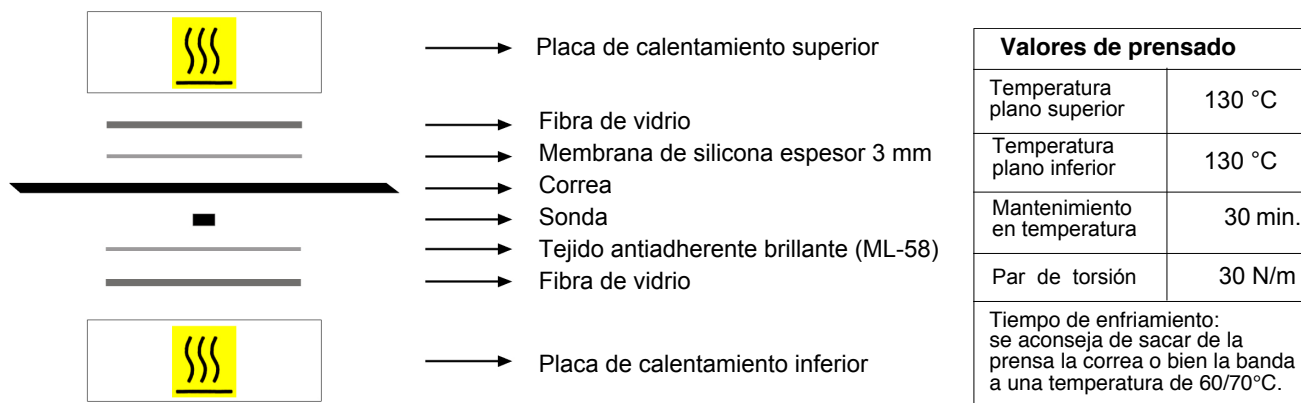 Placa de calentamiento superior
Fibra de vidrio
Membrana de silicona espesor 3 mm
Correa
Sonda
Tejido antiadherente brillante (ML-58)
Fibra de vidrio
Placa de calentamiento inferior
Valores de prensado
Temperatura
plano superior
130 °C
Temperatura
plano inferior
130 °C
Mantenimiento
en temperatura
30 min.
Par de torsión
30 N/m
Tiempo de enfriamiento:
se aconseja de sacar de la
prensa la correa o bien la banda
a una temperatura de 60/70°C.